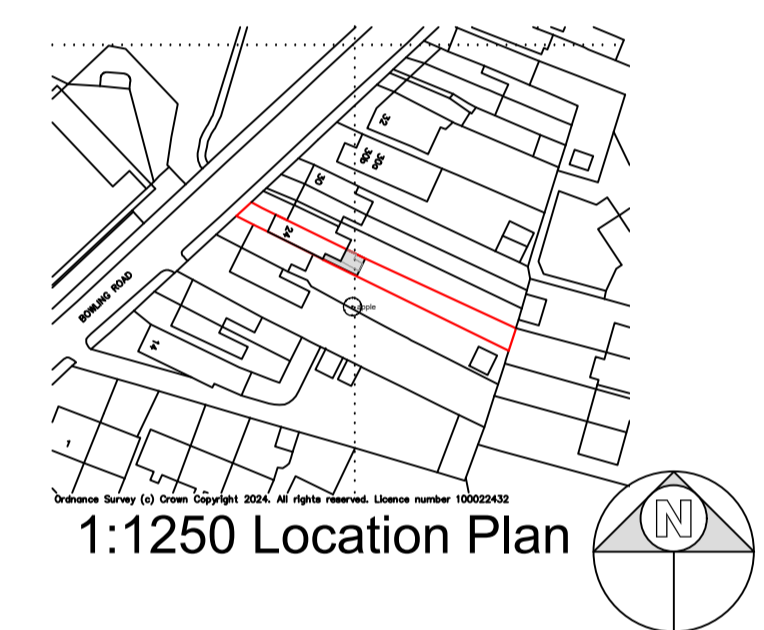 32
30b
30a
30
24
BOWLING ROAD
apple
14
1
Ordnance Survey (c) Crown Copyright 2024. All rights reserved. Licence number 100022432
1:1250 Location Plan
N